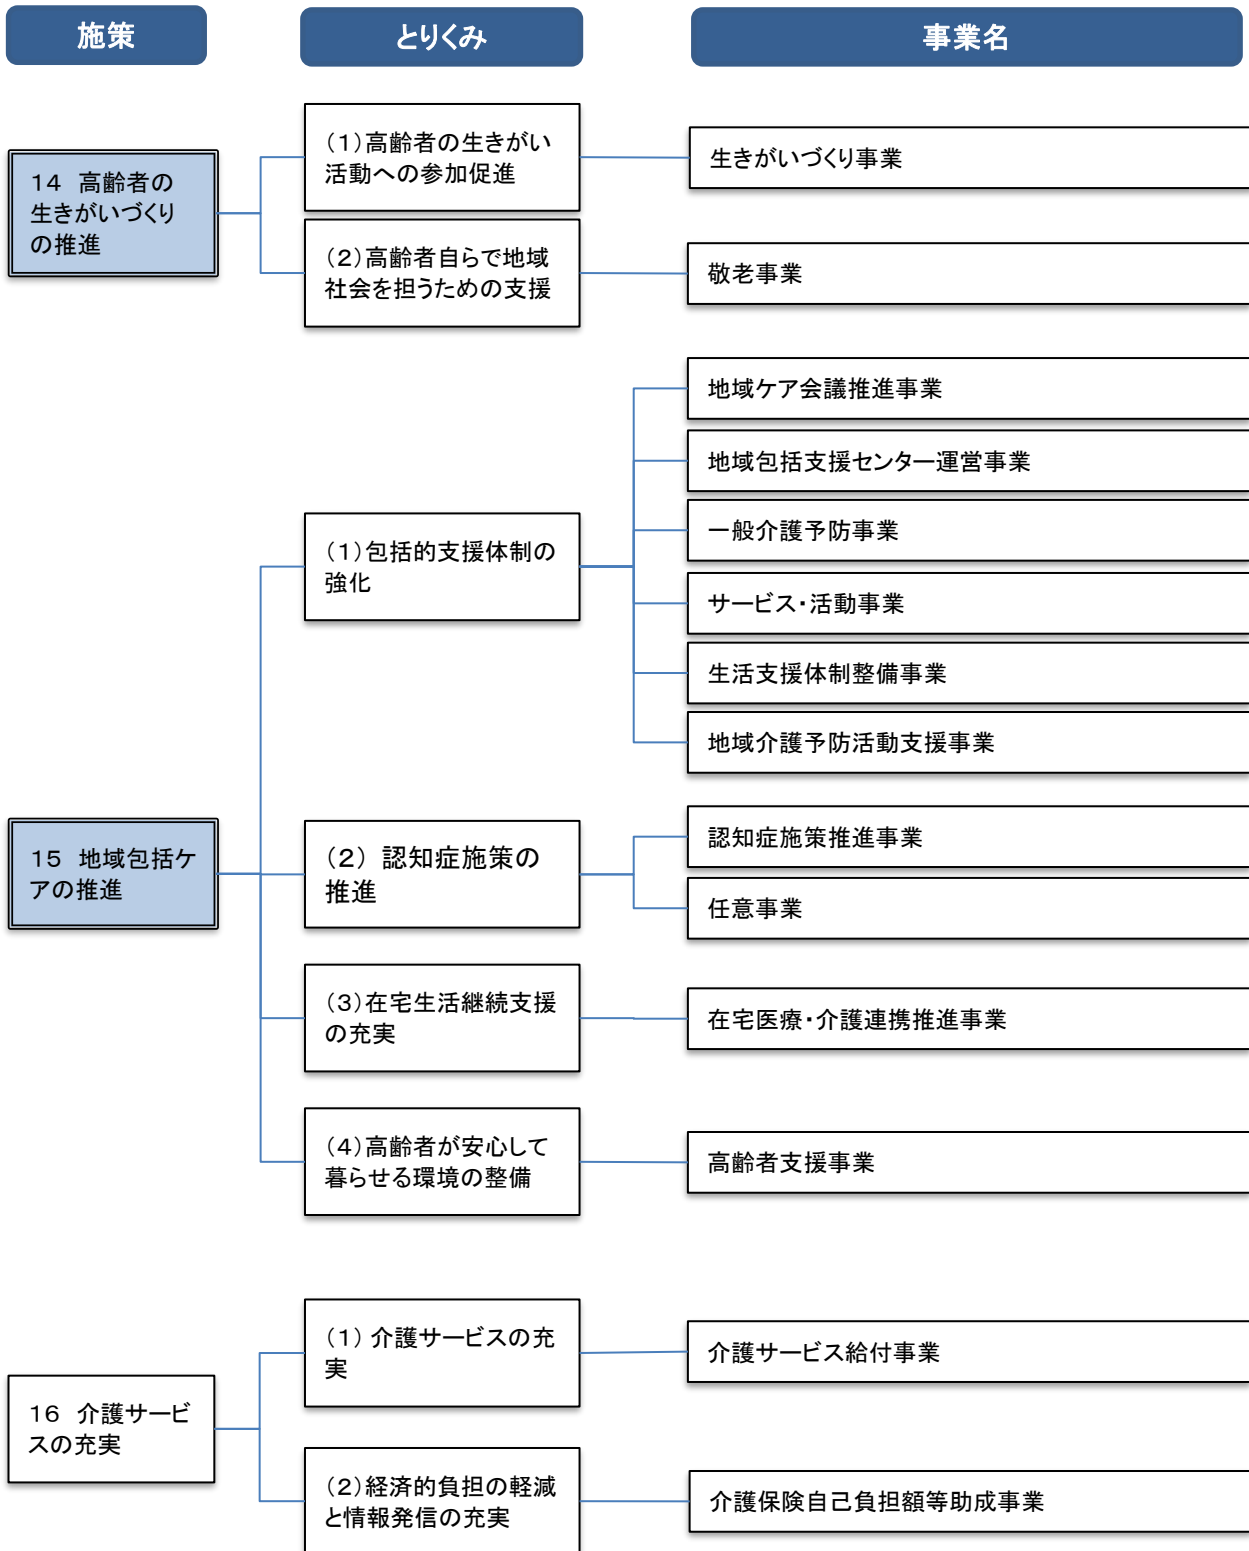 施策
とりくみ
事業名
14　高齢者の
生きがいづくり
の推進
（1）高齢者の生きがい
活動への参加促進
生きがいづくり事業
（2）高齢者自らで地域
社会を担うための支援
敬老事業
15　地域包括ケ
アの推進
（1）包括的支援体制の
強化
地域ケア会議推進事業
地域包括支援センター運営事業
一般介護予防事業
サービス・活動事業
生活支援体制整備事業
地域介護予防活動支援事業
（2） 認知症施策の
推進
認知症施策推進事業
任意事業
（3）在宅生活継続支援
の充実
在宅医療・介護連携推進事業
（4）高齢者が安心して
暮らせる環境の整備
高齢者支援事業
16　介護サービ
スの充実
（1） 介護サービスの充
実
介護サービス給付事業
（2）経済的負担の軽減
と情報発信の充実
介護保険自己負担額等助成事業